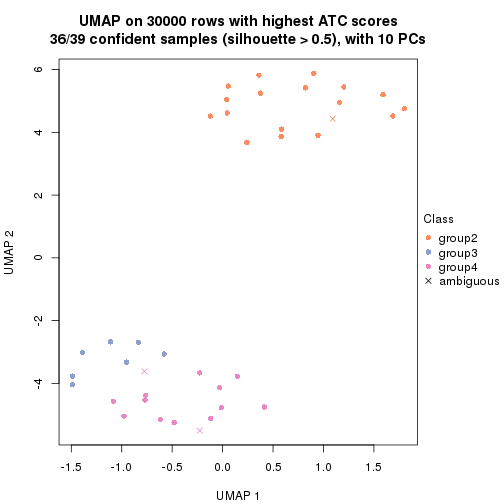 UMAP on 30000 rows with highest ATC scores
36/39 confident samples (silhouette > 0.5), with 10 PCs
6
4
2
0
-2
-4
UMAP 2
-1.5 -1.0 -0.5 0.0 0.5 1.0 1.5
UMAP 1
Class
group2
group3
group4
ambiguous